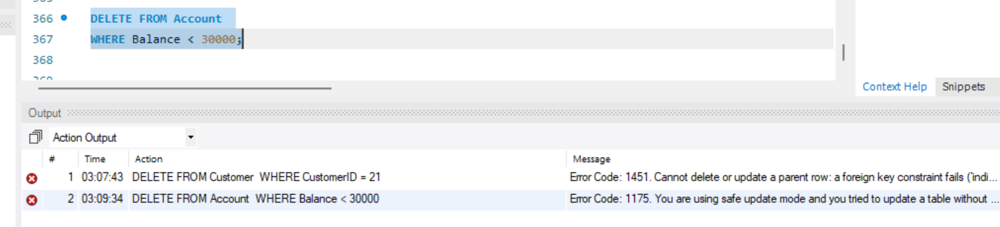 366 DELETE FROM Account
367 WHERE Balance < 30000;
368
Context Help Snippets
Output
Action Output
# Time Action Message
1 03:07:43 DELETE FROM Customer WHERE CustomerID = 21 Error Code: 1451. Cannot delete or update a parent row: a foreign key constraint fails (`indi...
2 03:09:34 DELETE FROM Account WHERE Balance < 30000 Error Code: 1175. You are using safe update mode and you tried to update a table without ...